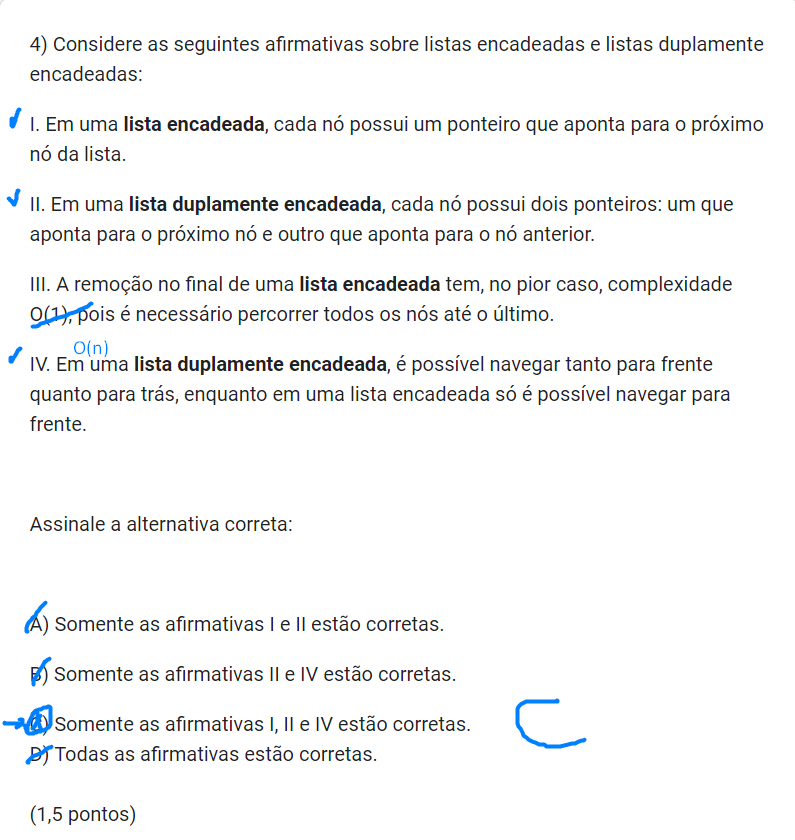 4) Considere as seguintes afirmativas sobre listas encadeadas e listas duplamente
encadeadas:
I. Em uma lista encadeada, cada nó possui um ponteiro que aponta para o próximo
nó da lista.
II. Em uma lista duplamente encadeada, cada nó possui dois ponteiros: um que
aponta para o próximo nó e outro que aponta para o nó anterior.
III. A remoção no final de uma lista encadeada tem, no pior caso, complexidade
O(1), pois é necessário percorrer todos os nós até o último.
O(n)
IV. Em uma lista duplamente encadeada, é possível navegar tanto para frente
quanto para trás, enquanto em uma lista encadeada só é possível navegar para
frente.
Assinale a alternativa correta:
A) Somente as afirmativas I e II estão corretas.
B) Somente as afirmativas II e IV estão corretas.
C) Somente as afirmativas I, II e IV estão corretas.
C
D) Todas as afirmativas estão corretas.
(1,5 pontos)